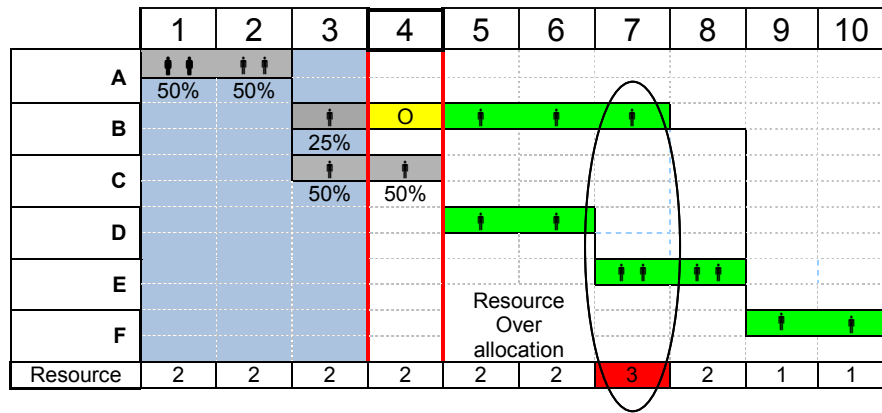 1 2 3 4 5 6 7 8 9 10
A
50% 50%
B O
25%
C
50% 50%
D
E
Resource
Over
allocation
F
Resource 2 2 2 2 2 2 3 2 1 1